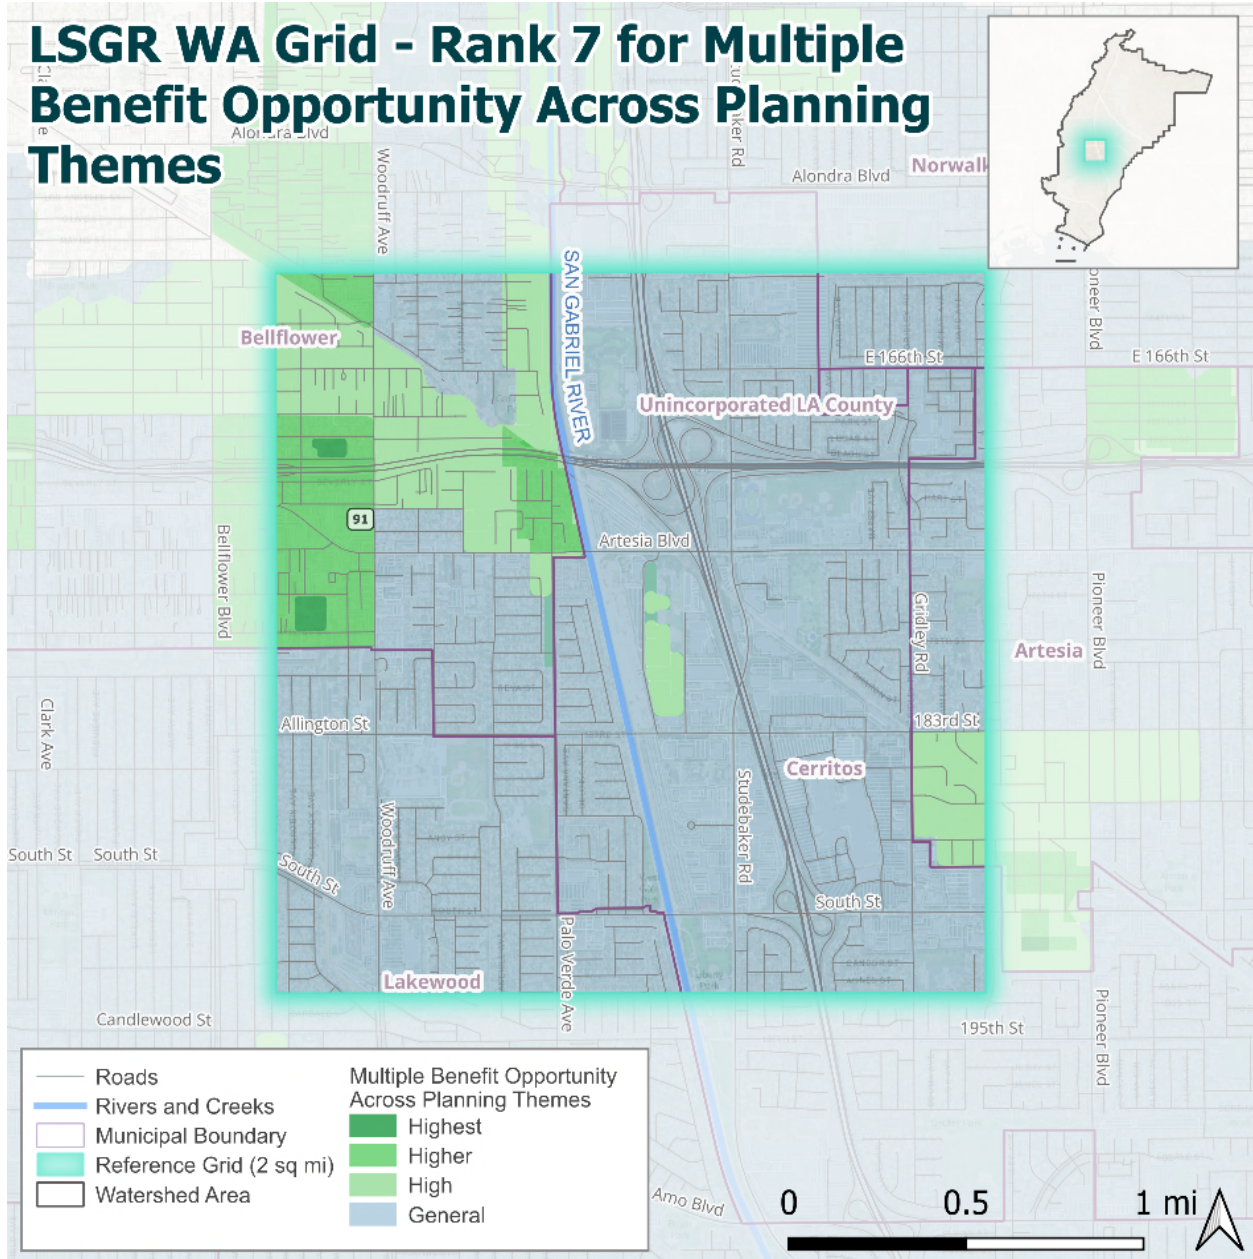 LSGR WA Grid - Rank 7 for Multiple
Benefit Opportunity Across Planning
Themes
Alondra Blvd
Woodruff Ave
Alondra Blvd
Norwalk
SAN GABRIEL RIVER
Bellflower
E 166th St
E 166th St
Unincorporated LA County
91
Bellflower Blvd
Artesia Blvd
Gridley Rd
Pioneer Blvd
Artesia
Clark Ave
Allington St
183rd St
Cerritos
Studebaker Rd
Woodruff Ave
South St
South St
South St
South St
Palo Verde Ave
Lakewood
Candlewood St
195th St
Pioneer Blvd
Roads
Rivers and Creeks
Municipal Boundary
Reference Grid (2 sq mi)
Watershed Area
Multiple Benefit Opportunity
Across Planning Themes
Highest
Higher
High
General
Amo Blvd
0 0.5 1 mi